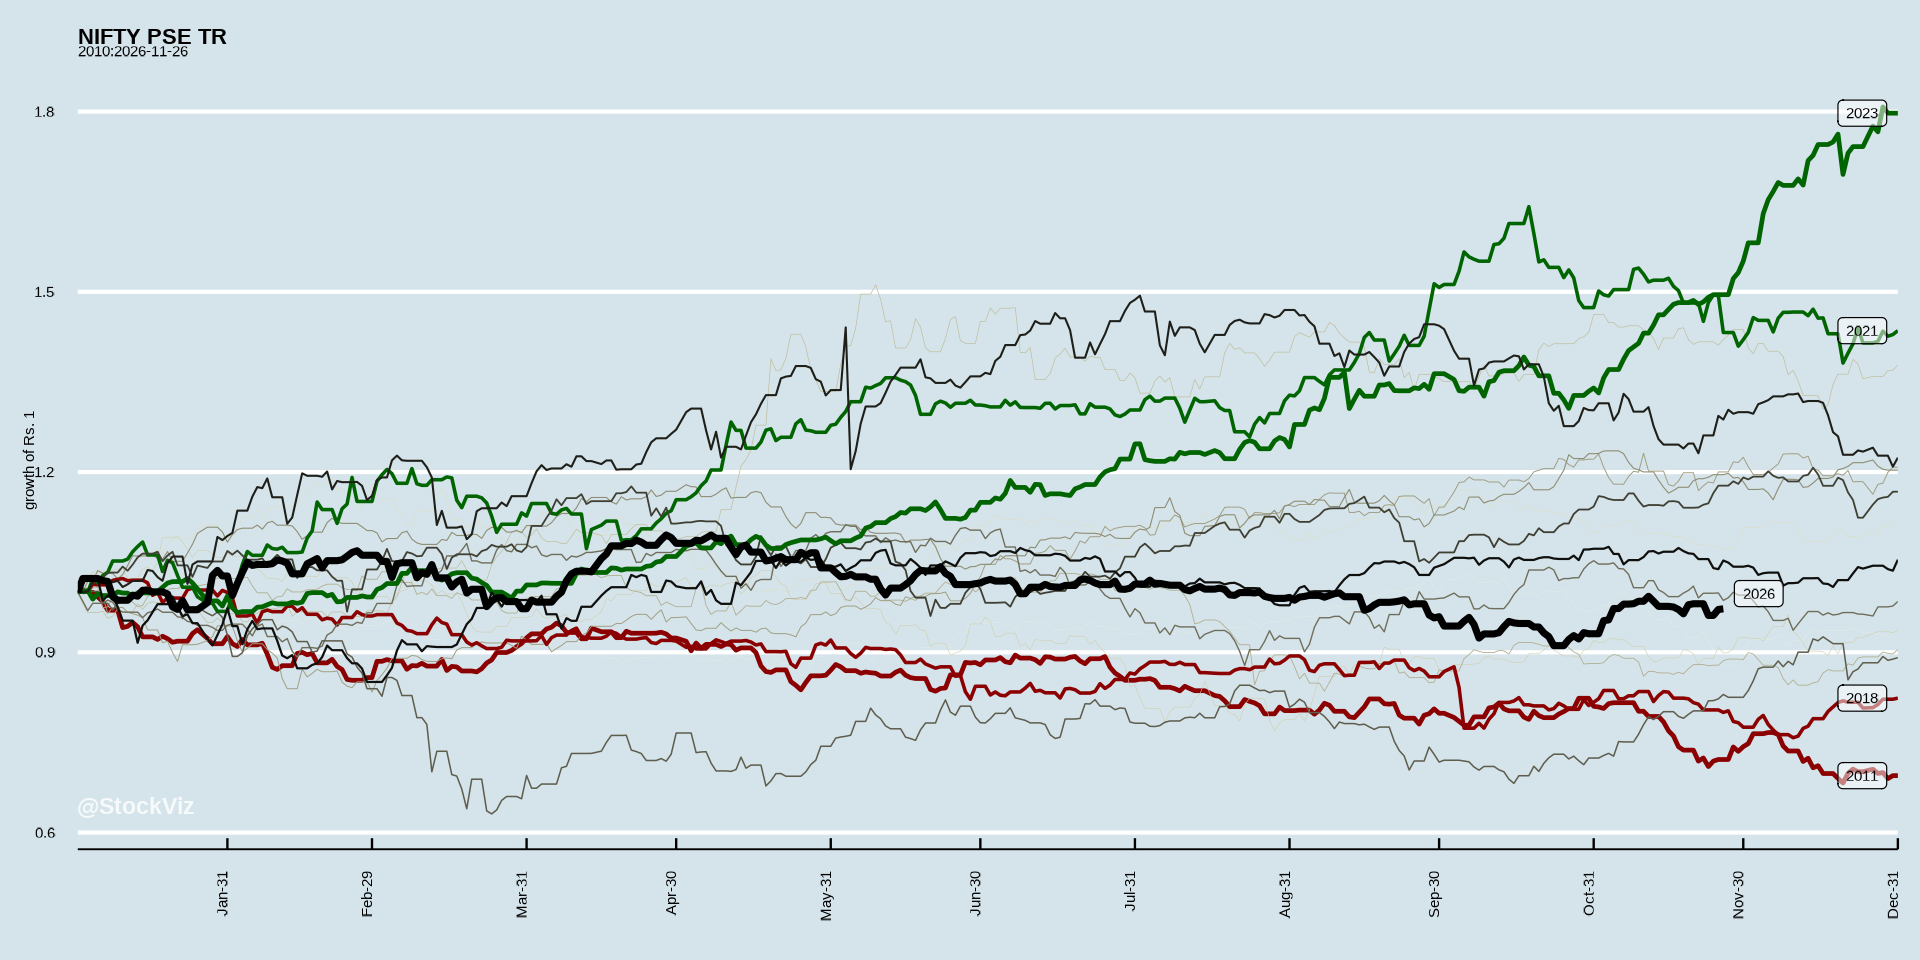 NIFTY PSE TR
2010:2026-11-26
1.8
1.5
1.2
0.9
0.6
growth of Rs. 1
2023
2021
2026
2018
2011
@StockViz
Jan-31
Feb-29
Mar-31
Apr-30
May-31
Jun-30
Jul-31
Aug-31
Sep-30
Oct-31
Nov-30
Dec-31